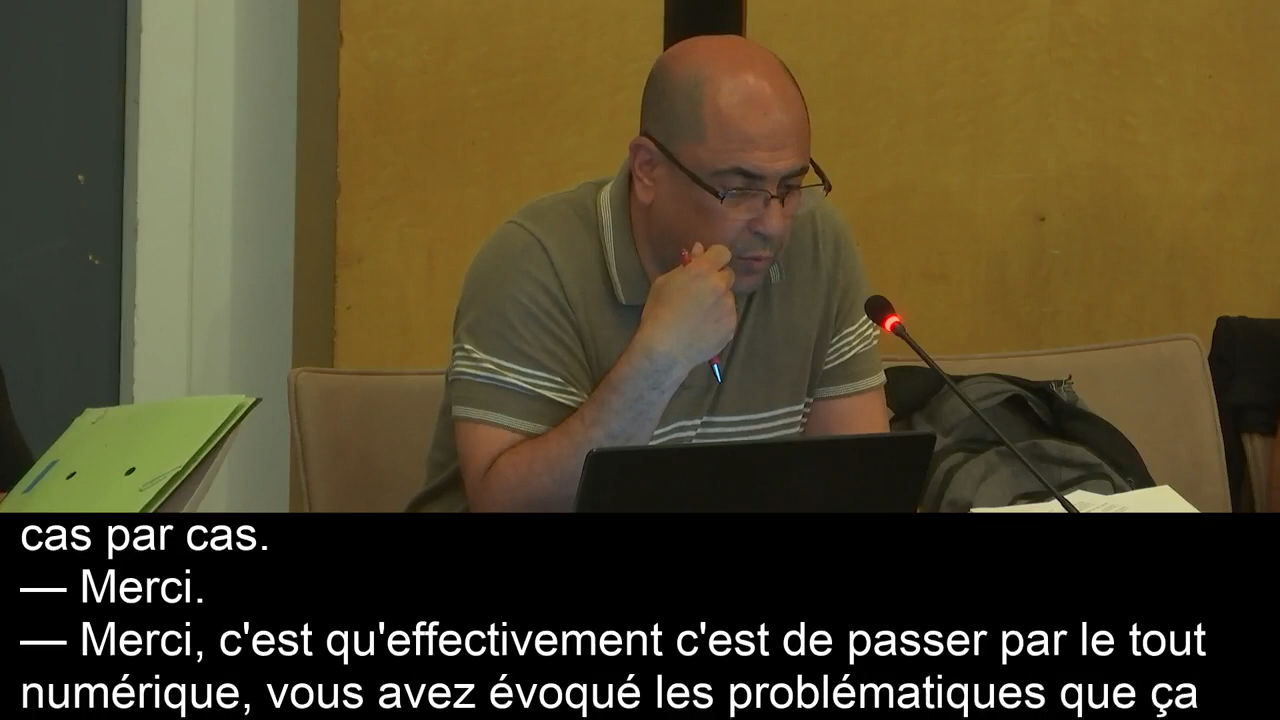 cas par cas.
— Merci.
— Merci, c'est qu'effectivement c'est de passer par le tout
numérique, vous avez évoqué les problématiques que ça